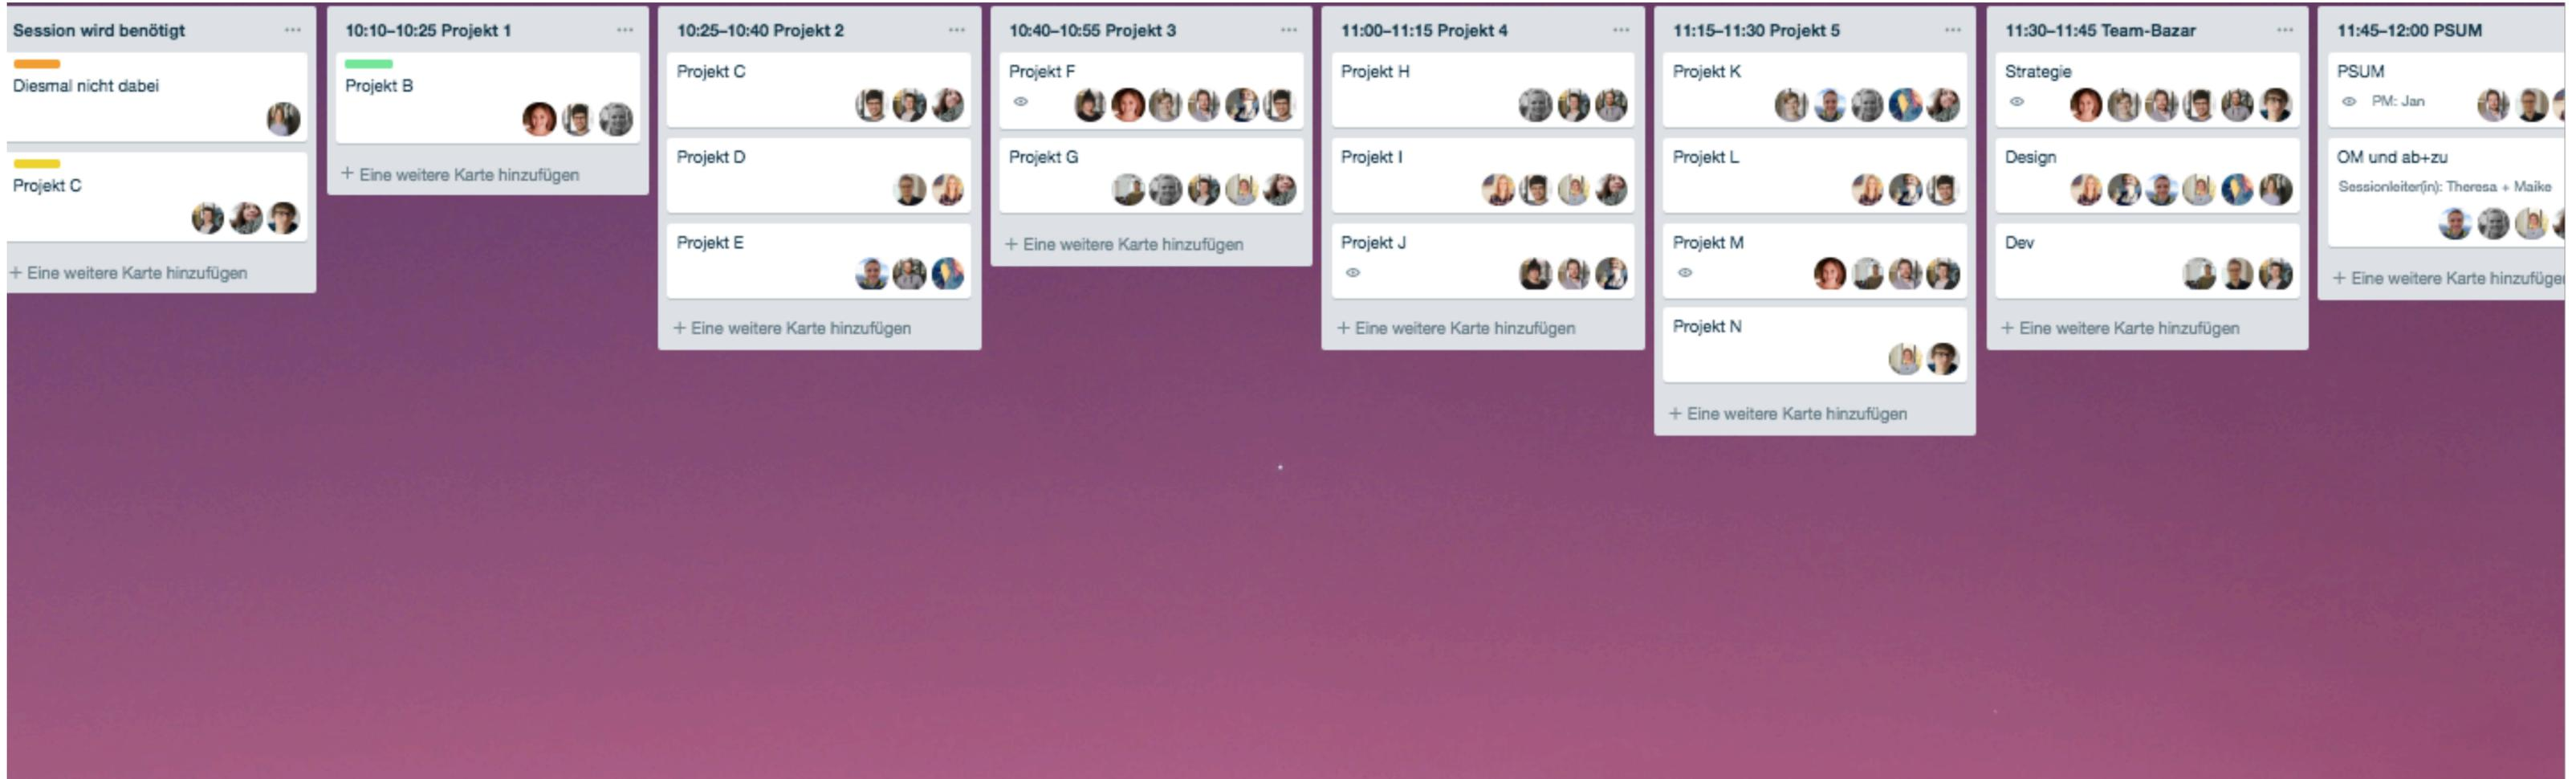 Session wird benötigt
Diesmal nicht dabei
Projekt C
+ Eine weitere Karte hinzufügen
10:10–10:25 Projekt 1
Projekt B
+ Eine weitere Karte hinzufügen
10:25–10:40 Projekt 2
Projekt C
Projekt D
Projekt E
+ Eine weitere Karte hinzufügen
10:40–10:55 Projekt 3
Projekt F
Projekt G
+ Eine weitere Karte hinzufügen
11:00–11:15 Projekt 4
Projekt H
Projekt I
Projekt J
+ Eine weitere Karte hinzufügen
11:15–11:30 Projekt 5
Projekt K
Projekt L
Projekt M
Projekt N
+ Eine weitere Karte hinzufügen
11:30–11:45 Team-Bazar
Strategie
Design
Dev
+ Eine weitere Karte hinzufügen
11:45–12:00 PSUM
PSUM
PM: Jan
OM und ab+zu
Sessionleiter(in): Theresa + Maike
+ Eine weitere Karte hinzufügen